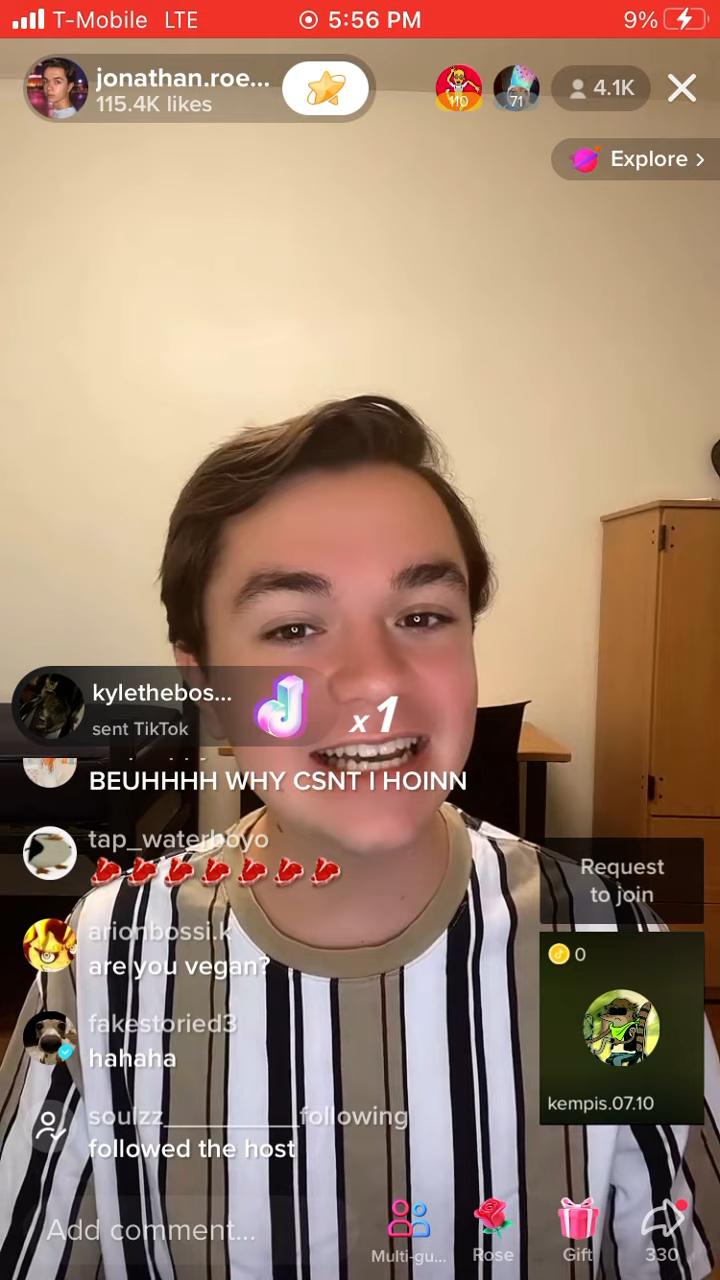 T-Mobile LTE 5:56 PM 9%
jonathan.roe...
115.4K likes
110
71
4.1K
Explore >
kylethebos...
sent TikTok
x1
BEUHHHH WHY CSNT I HOINN
tap_waterboyo
arionbossi.k
are you vegan?
fakestoried3
hahaha
soulzz__________following
followed the host
Request
to join
0
kempis.07.10
Add comment...
Multi-gu...
Rose
Gift
330